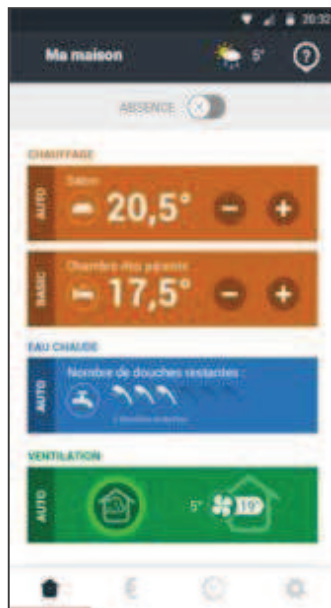 20:32
Ma maison 5° ?
ABSENCE
CHAUFFAGE
AUTO
Salon
20,5° - +
BASIC
Chambre des parents
17,5° - +
EAU CHAUDE
AUTO
Nombre de douches restantes :
VENTILATION
AUTO
5° 19°